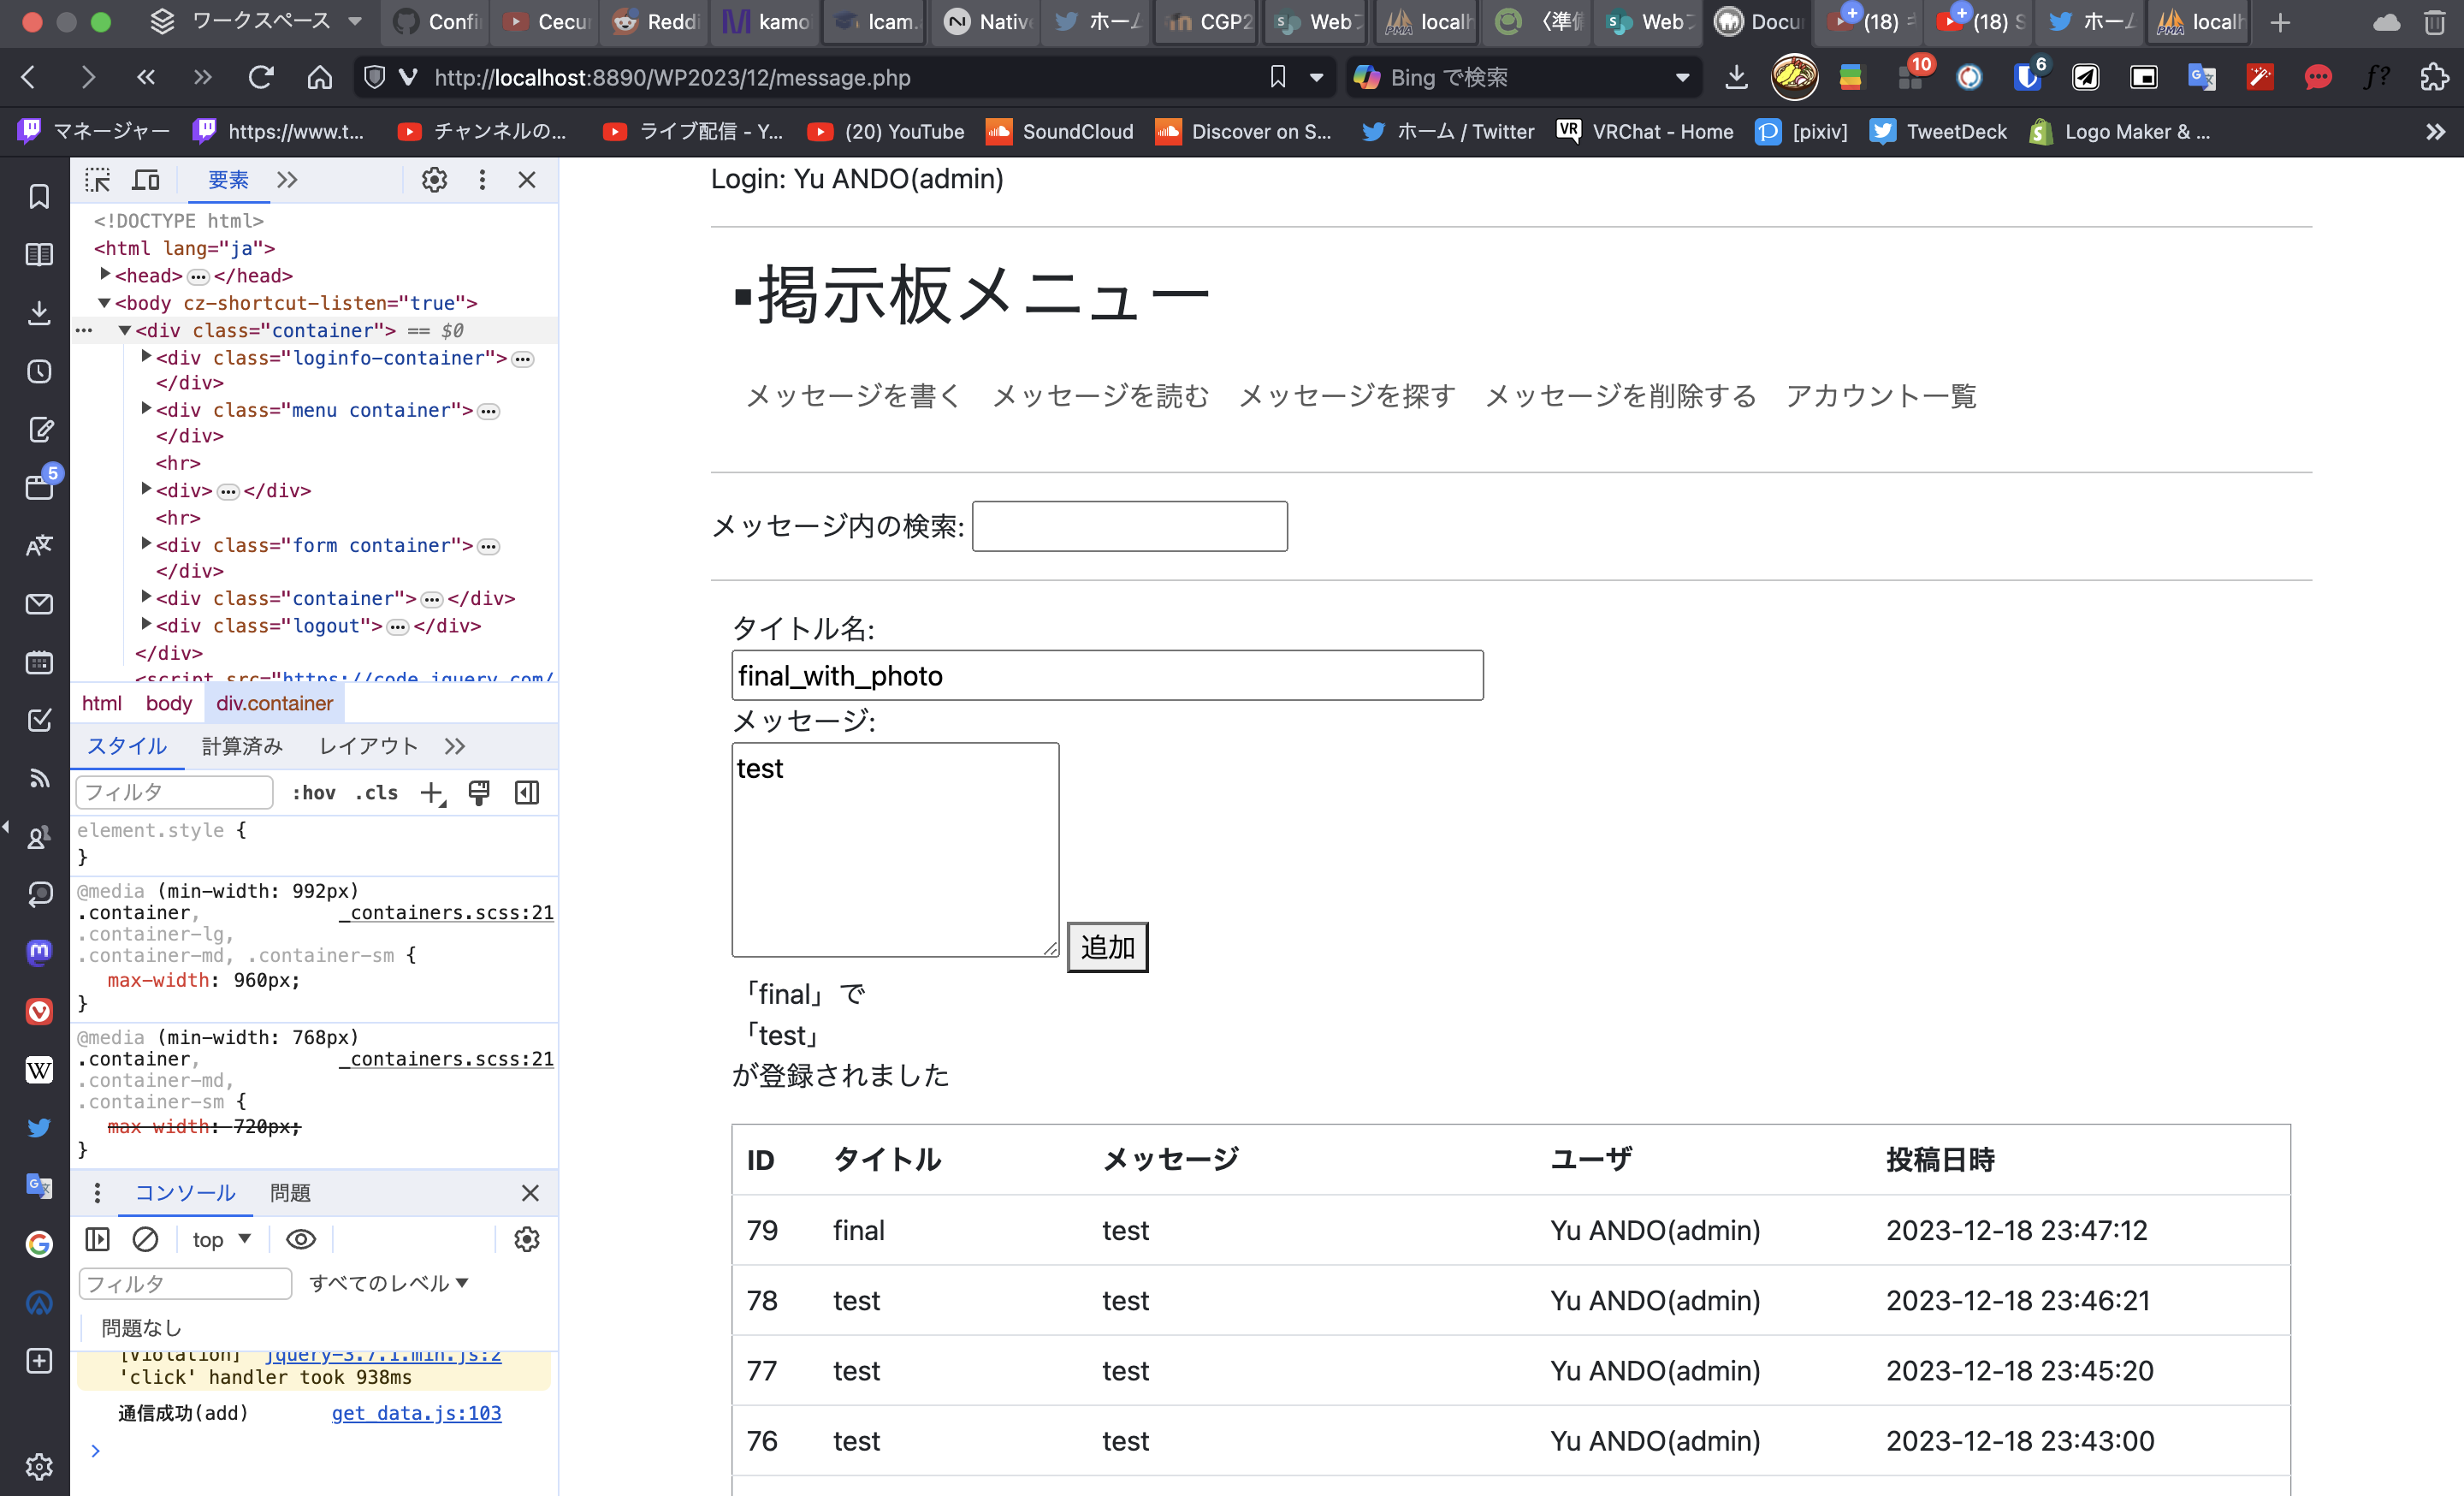 ワークスペース
Confi
Cecu
Reddi
kamo
Icam.
Nativ
ホーム
CGP2
Web
localh
〈準備
Web
Docu
(18)
(18) S
ホーム
localh
http://localhost:8890/WP2023/12/message.php
Bing で検索
10
6
マネージャー
https://www.t...
チャンネルの...
ライブ配信 - Y...
(20) YouTube
SoundCloud
Discover on S...
ホーム / Twitter
VRChat - Home
[pixiv]
TweetDeck
Logo Maker & ...
5
要素
<!DOCTYPE html>
<html lang="ja">
<head>…</head>
<body cz-shortcut-listen="true">
<div class="container"> == $0
<div class="loginfo-container">…
</div>
<div class="menu container">…
</div>
<hr>
<div>…</div>
<hr>
<div class="form container">…
</div>
<div class="container">…</div>
<div class="logout">…</div>
</div>
<script src="https://code.jquery.com/
html body div.container
スタイル 計算済み レイアウト
フィルタ :hov .cls
element.style {
}
@media (min-width: 992px)
.container, _containers.scss:21
.container-lg,
.container-md, .container-sm {
max-width: 960px;
}
@media (min-width: 768px)
.container, _containers.scss:21
.container-md,
.container-sm {
max-width: 720px;
}
コンソール 問題
top
フィルタ すべてのレベル
問題なし
[Violation] jquery-3.7.1.min.js:2
'click' handler took 938ms
通信成功(add) get_data.js:103
Login: Yu ANDO(admin)
▪掲示板メニュー
メッセージを書く メッセージを読む メッセージを探す メッセージを削除する アカウント一覧
メッセージ内の検索:
タイトル名:
final_with_photo
メッセージ:
test
追加
「final」で
「test」
が登録されました
ID タイトル メッセージ ユーザ 投稿日時
79 final test Yu ANDO(admin) 2023-12-18 23:47:12
78 test test Yu ANDO(admin) 2023-12-18 23:46:21
77 test test Yu ANDO(admin) 2023-12-18 23:45:20
76 test test Yu ANDO(admin) 2023-12-18 23:43:00